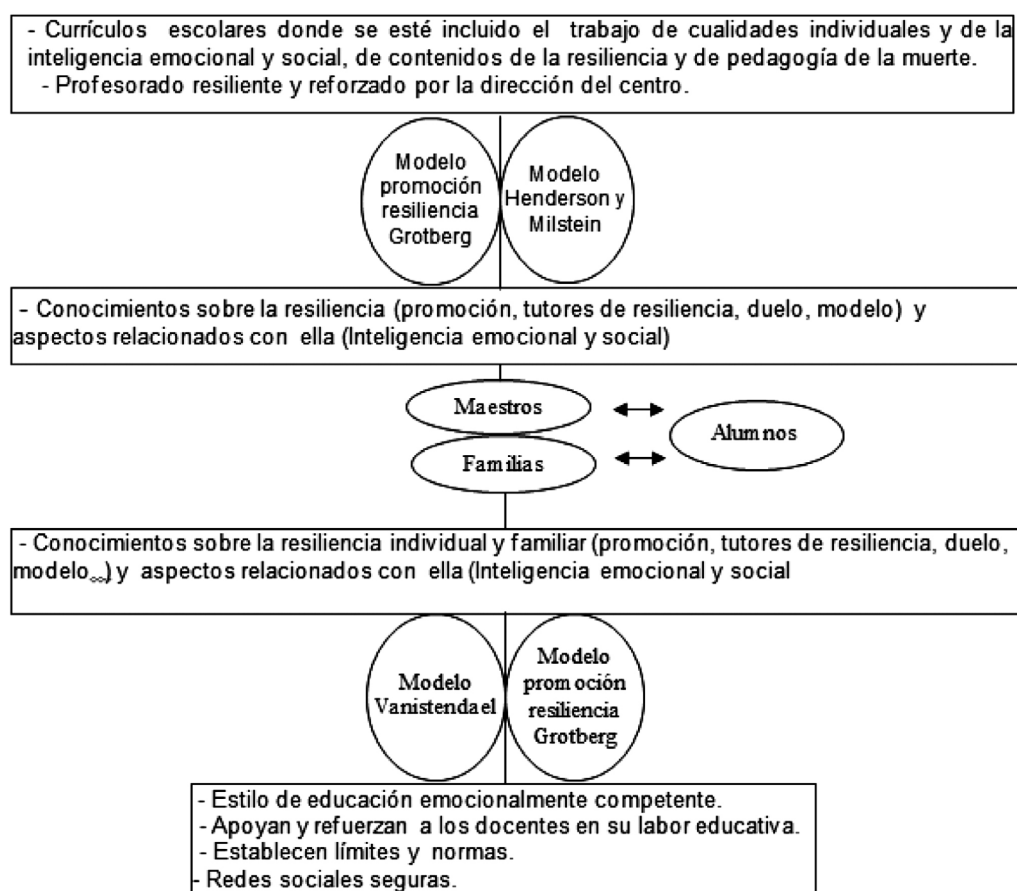 - Currículos escolares donde se esté incluido el trabajo de cualidades individuales y de la
inteligencia emocional y social, de contenidos de la resiliencia y de pedagogía de la muerte.
- Profesorado resiliente y reforzado por la dirección del centro.
Modelo
promoción
resiliencia
Grotberg
Modelo
Henderson y
Milstein
- Conocimientos sobre la resiliencia (promoción, tutores de resiliencia, duelo, modelo) y
aspectos relacionados con ella (Inteligencia emocional y social)
Maestros
Alumnos
Familias
- Conocimientos sobre la resiliencia individual y familiar (promoción, tutores de resiliencia, duelo,
modelo...) y aspectos relacionados con ella (Inteligencia emocional y social
Modelo
Vanistendael
Modelo
promoción
resiliencia
Grotberg
- Estilo de educación emocionalmente competente.
- Apoyan y refuerzan a los docentes en su labor educativa.
- Establecen límites y normas.
- Redes sociales seguras.